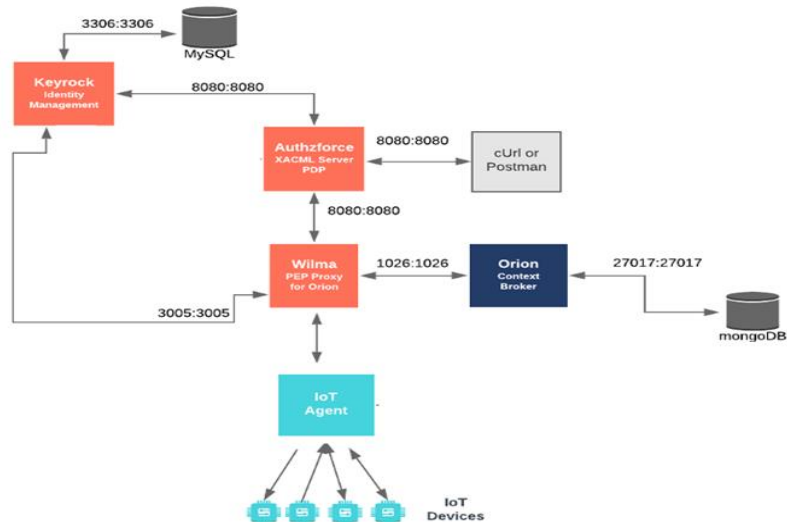 3306:3306
MySQL
Keyrock
Identity
Management
8080:8080
Authzforce
XACML Server
PDP
8080:8080
cUrl or
Postman
8080:8080
Wilma
PEP Proxy
for Orion
1026:1026
Orion
Context
Broker
27017:27017
mongoDB
3005:3005
IoT
Agent
IoT
Devices